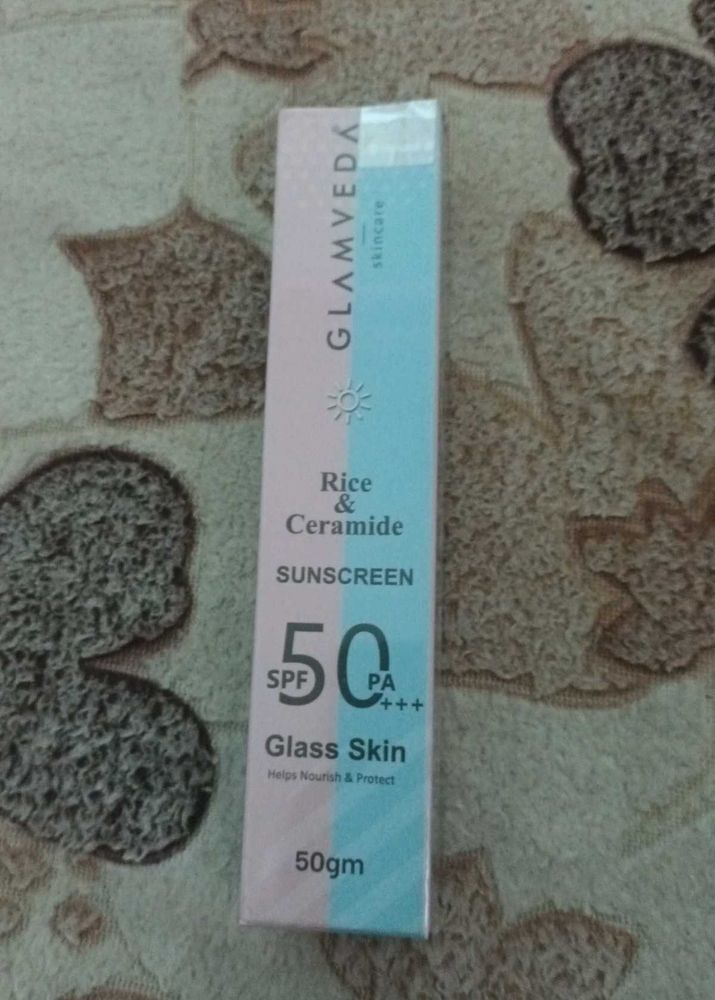 GLAMVEDA
skincare
Rice
&
Ceramide
SUNSCREEN
SPF 50 PA
+++
Glass Skin
Helps Nourish & Protect
50gm